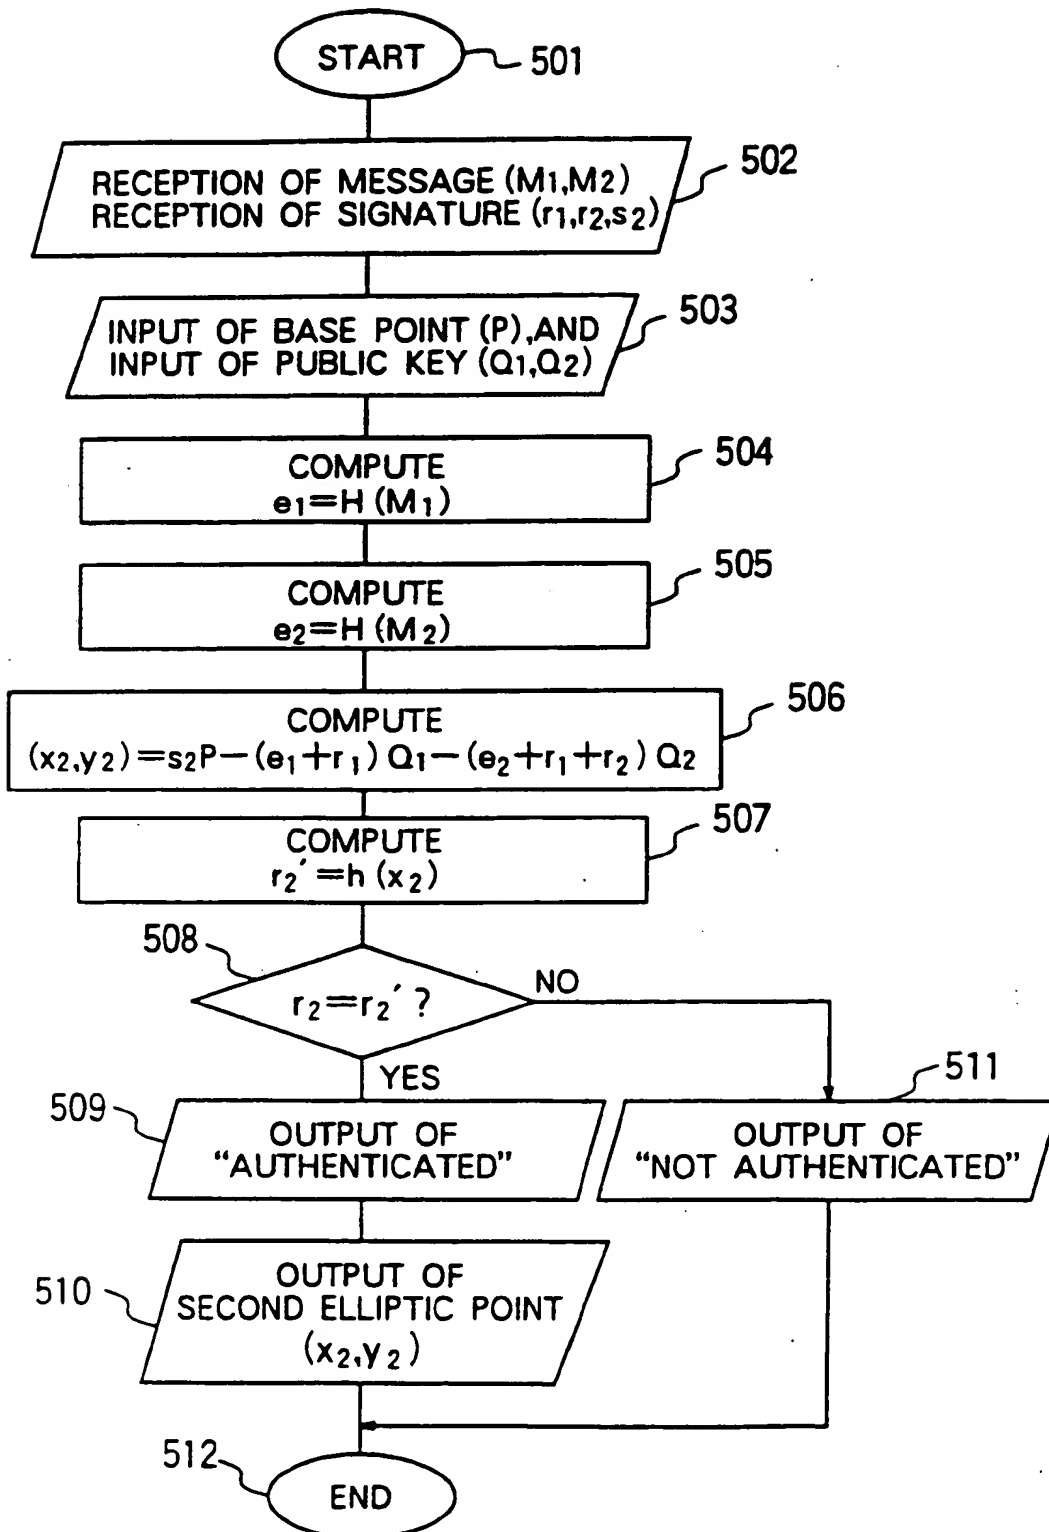 START
501
RECEPTION OF MESSAGE (M1,M2)
RECEPTION OF SIGNATURE (r1,r2,s2)
502
INPUT OF BASE POINT (P), AND
INPUT OF PUBLIC KEY (Q1,Q2)
503
COMPUTE
e1=H (M1)
504
COMPUTE
e2=H (M2)
505
COMPUTE
(x2,y2)=s2P-(e1+r1) Q1-(e2+r1+r2) Q2
506
COMPUTE
r2'=h (x2)
507
508
r2=r2' ?
NO
YES
509
OUTPUT OF
“AUTHENTICATED”
511
OUTPUT OF
“NOT AUTHENTICATED”
510
OUTPUT OF
SECOND ELLIPTIC POINT
(x2,y2)
512
END